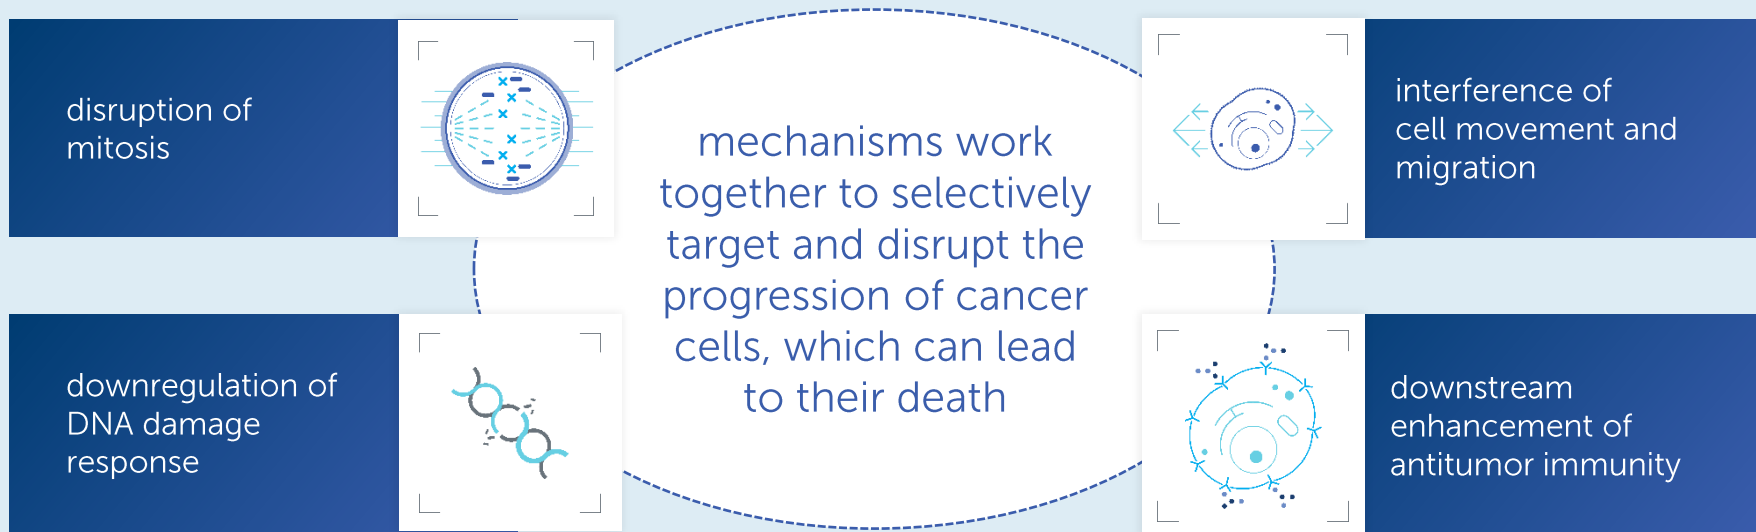 disruption of
mitosis
mechanisms work
together to selectively
target and disrupt the
progression of cancer
cells, which can lead
to their death
interference of
cell movement and
migration
downregulation of
DNA damage
response
downstream
enhancement of
antitumor immunity